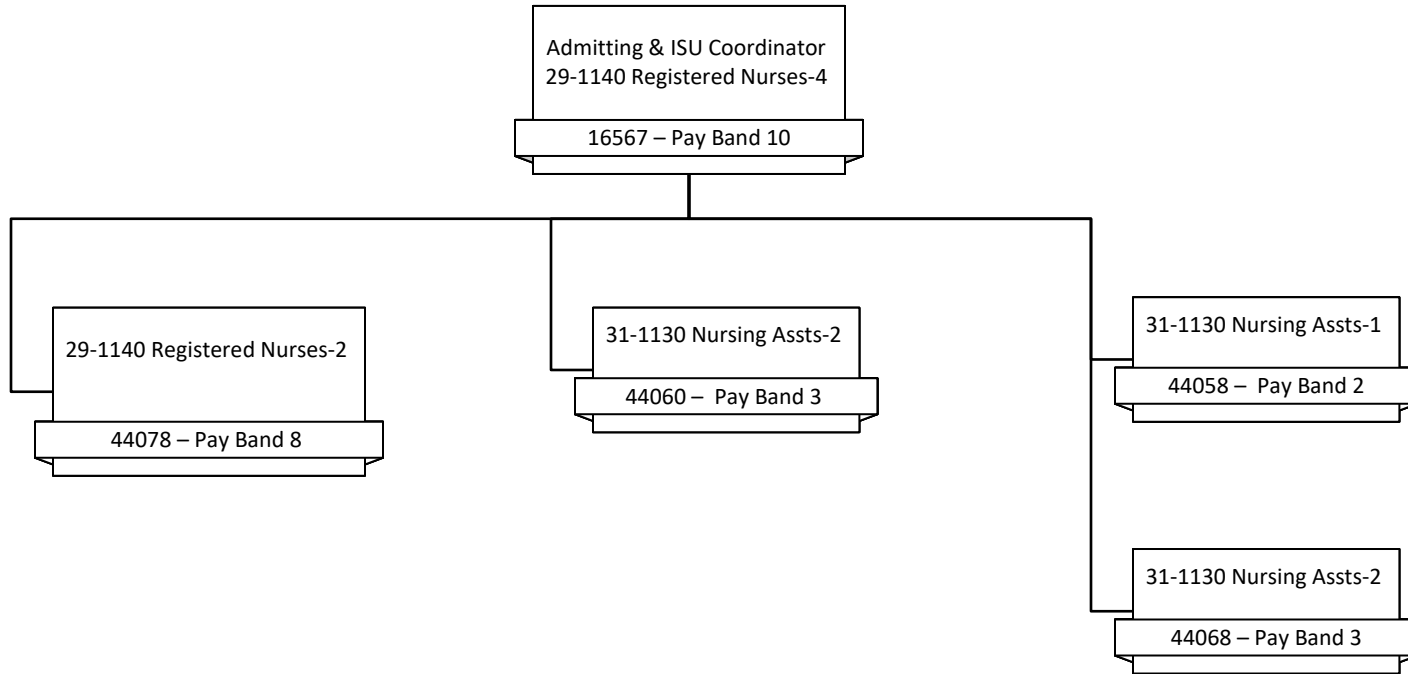 Admitting & ISU Coordinator
29-1140 Registered Nurses-4
16567 – Pay Band 10
29-1140 Registered Nurses-2
44078 – Pay Band 8
31-1130 Nursing Assts-2
44060 –  Pay Band 3
31-1130 Nursing Assts-1
44058 – Pay Band 2
31-1130 Nursing Assts-2
44068 – Pay Band 3